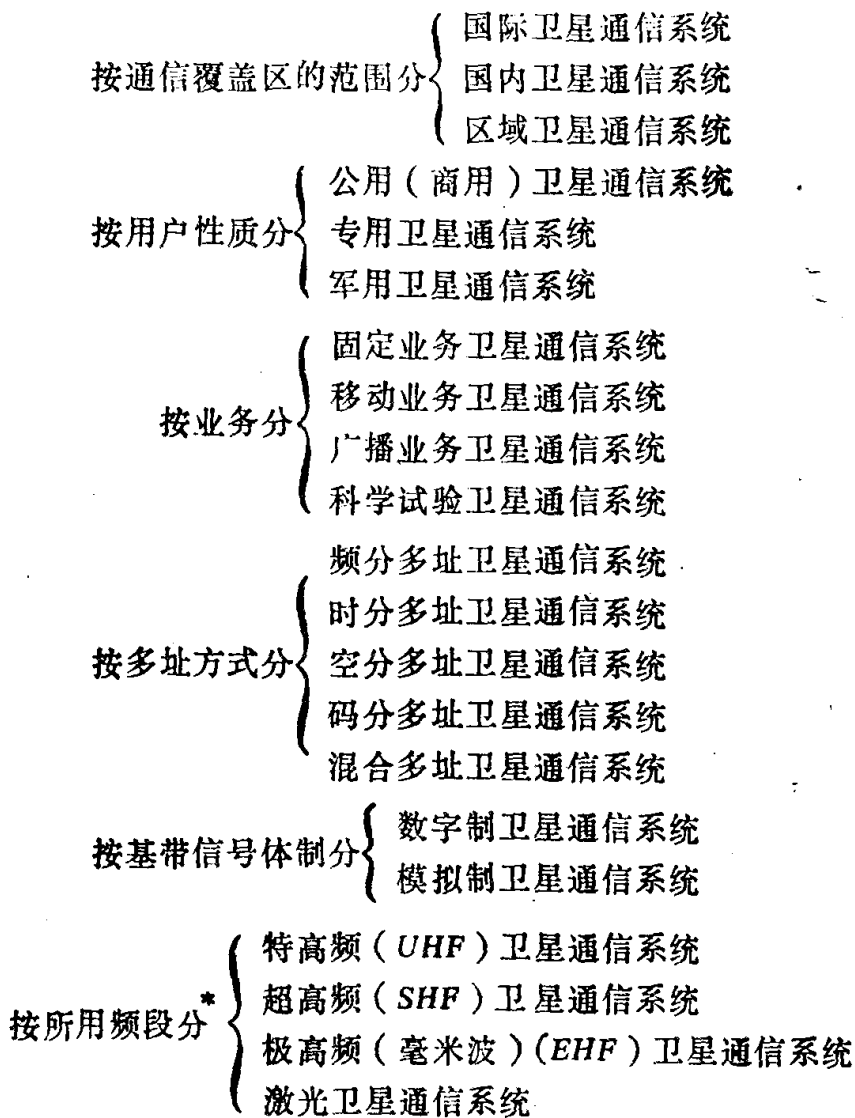 国际卫星通信系统
按通信覆盖区的范围分
国内卫星通信系统
区域卫星通信系统
公用(商用)卫星通信系统
按用户性质分
专用卫星通信系统
军用卫星通信系统
固定业务卫星通信系统
移动业务卫星通信系统
按业务分
广播业务卫星通信系统
科学试验卫星通信系统
频分多址卫星通信系统
时分多址卫星通信系统
按多址方式分
空分多址卫星通信系统
码分多址卫星通信系统
混合多址卫星通信系统
按基带信号体制分
数字制卫星通信系统
模拟制卫星通信系统
特高频(UHF)卫星通信系统
按所用频段分*
超高频(SHF)卫星通信系统
极高频(毫米波)(EHF)卫星通信系统
激光卫星通信系统